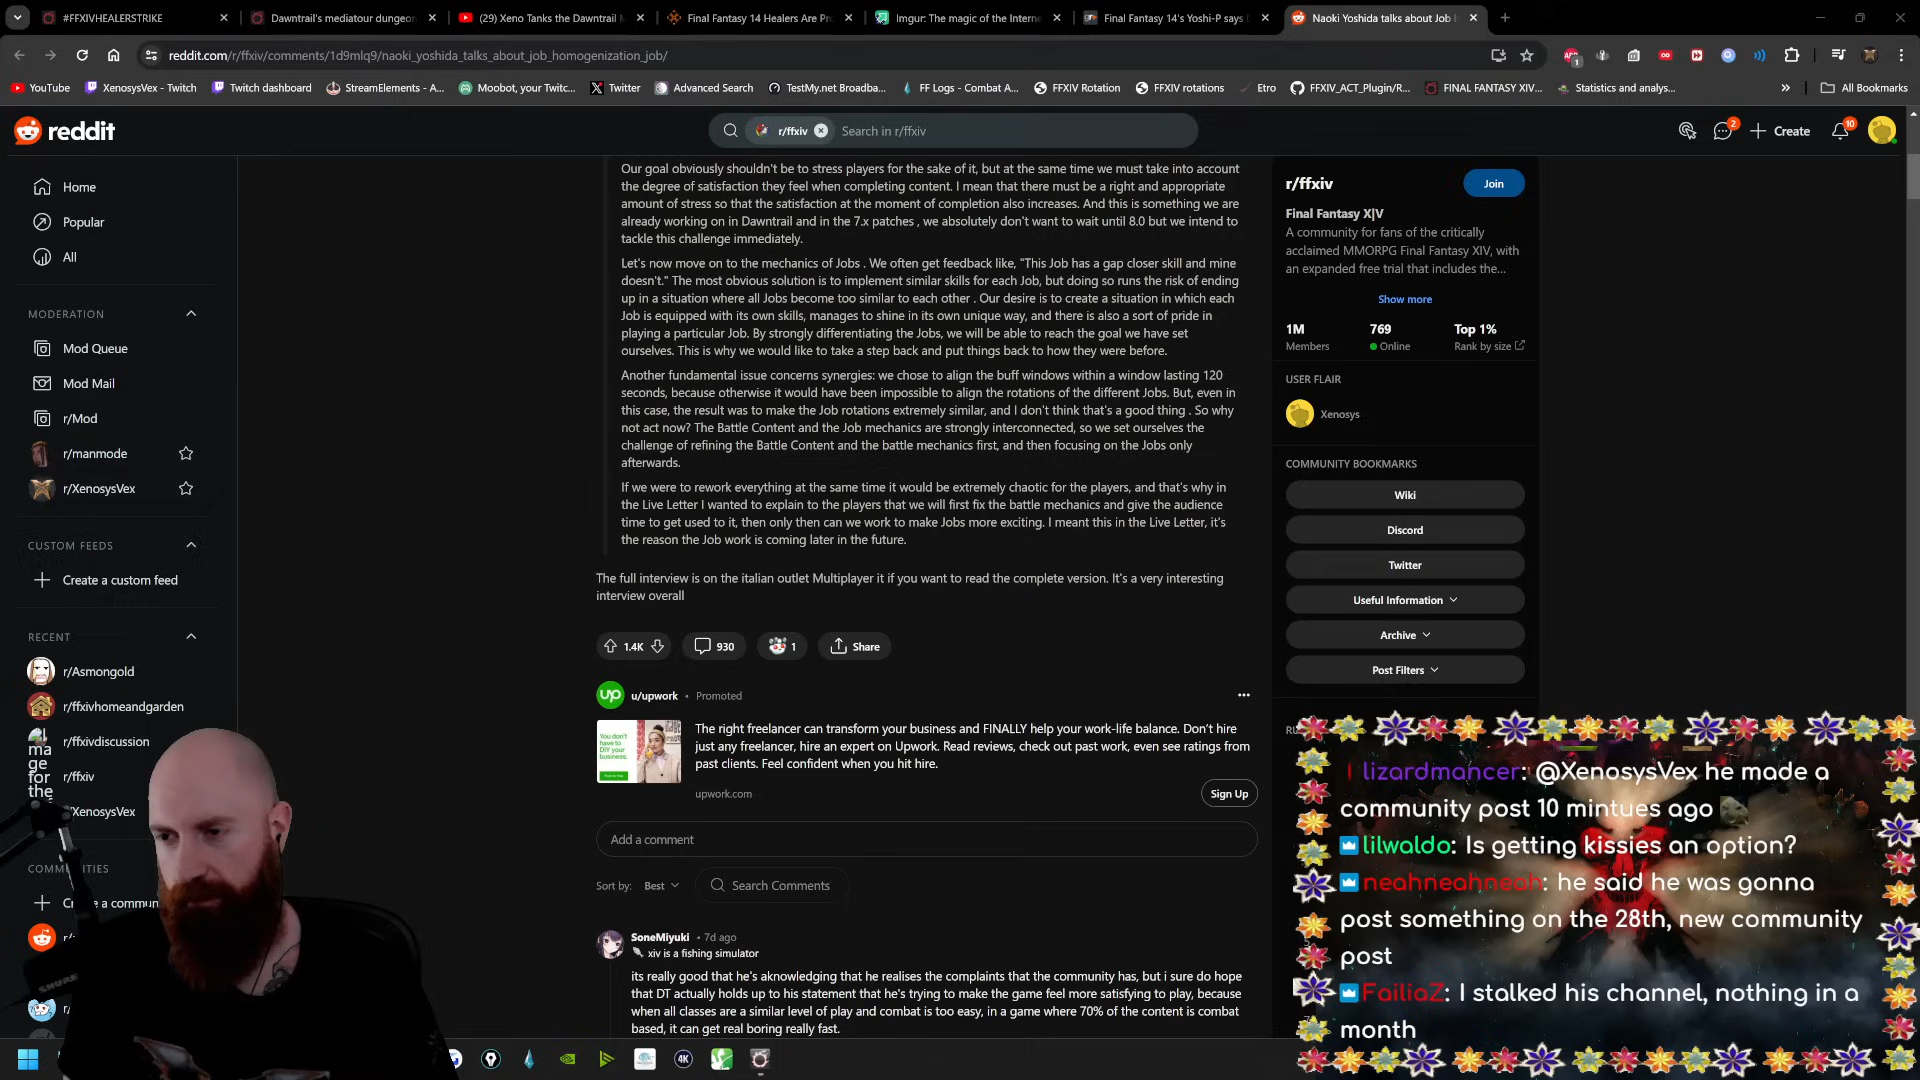 #FFXIVHEALERSTRIKE
Dawntrail's mediatour dungeon
(29) Xeno Tanks the Dawntrail M
Final Fantasy 14 Healers Are Pro
Imgur: The magic of the Interne
Final Fantasy 14's Yoshi-P says
Naoki Yoshida talks about Job H
reddit.com/r/ffxiv/comments/1d9mlq9/naoki_yoshida_talks_about_job_homogenization_job/
YouTube
XenosysVex - Twitch
Twitch dashboard
StreamElements - A...
Moobot, your Twitc...
Twitter
Advanced Search
TestMy.net Broadba...
FF Logs - Combat A...
FFXIV Rotation
FFXIV rotations
Etro
FFXIV_ACT_Plugin/R...
FINAL FANTASY XIV...
Statistics and analys...
All Bookmarks
reddit
r/ffxiv
Search in r/ffxiv
2
Create
10
Home
Popular
All
MODERATION
Mod Queue
Mod Mail
r/Mod
r/manmode
r/XenosysVex
CUSTOM FEEDS
Create a custom feed
RECENT
r/Asmongold
r/ffxivhomeandgarden
r/ffxivdiscussion
r/ffxiv
XenosysVex
Our goal obviously shouldn't be to stress players for the sake of it, but at the same time we must take into account
the degree of satisfaction they feel when completing content. I mean that there must be a right and appropriate
amount of stress so that the satisfaction at the moment of completion also increases. And this is something we are
already working on in Dawntrail and in the 7.x patches , we absolutely don't want to wait until 8.0 but we intend to
tackle this challenge immediately.
Let's now move on to the mechanics of Jobs . We often get feedback like, "This Job has a gap closer skill and mine
doesn't." The most obvious solution is to implement similar skills for each Job, but doing so runs the risk of ending
up in a situation where all Jobs become too similar to each other . Our desire is to create a situation in which each
Job is equipped with its own skills, manages to shine in its own unique way, and there is also a sort of pride in
playing a particular Job. By strongly differentiating the Jobs, we will be able to reach the goal we have set
ourselves. This is why we would like to take a step back and put things back to how they were before.
Another fundamental issue concerns synergies: we chose to align the buff windows within a window lasting 120
seconds, because otherwise it would have been impossible to align the rotations of the different Jobs. But, even in
this case, the result was to make the Job rotations extremely similar, and I don't think that's a good thing . So why
not act now? The Battle Content and the Job mechanics are strongly interconnected, so we set ourselves the
challenge of refining the Battle Content and the battle mechanics first, and then focusing on the Jobs only
afterwards.
If we were to rework everything at the same time it would be extremely chaotic for the players, and that's why in
the Live Letter I wanted to explain to the players that we will first fix the battle mechanics and give the audience
time to get used to it, then only then can we work to make Jobs more exciting. I meant this in the Live Letter, it's
the reason the Job work is coming later in the future.
The full interview is on the italian outlet Multiplayer it if you want to read the complete version. It's a very interesting
interview overall
1.4K
930
1
Share
u/upwork • Promoted
You don't
have to
DIY your
business.
The right freelancer can transform your business and FINALLY help your work-life balance. Don't hire
just any freelancer, hire an expert on Upwork. Read reviews, check out past work, even see ratings from
past clients. Feel confident when you hit hire.
upwork.com
Sign Up
Add a comment
Sort by: Best
Search Comments
SoneMiyuki • 7d ago
xiv is a fishing simulator
its really good that he's aknowledging that he realises the complaints that the community has, but i sure do hope
that DT actually holds up to his statement that he's trying to make the game feel more satisfying to play, because
when all classes are a similar level of play and combat is too easy, in a game where 70% of the content is combat
based, it can get real boring really fast.
r/ffxiv
Join
Final Fantasy X|V
A community for fans of the critically
acclaimed MMORPG Final Fantasy XIV, with
an expanded free trial that includes the...
Show more
1M
Members
769
Online
Top 1%
Rank by size
USER FLAIR
Xenosys
COMMUNITY BOOKMARKS
Wiki
Discord
Twitter
Useful Information
Archive
Post Filters
lizardmancer: @XenosysVex he made a
community post 10 mintues ago
lilwaldo: Is getting kissies an option?
neahneahneah: he said he was gonna
post something on the 28th, new community
post
FailiaZ: I stalked his channel, nothing in a
month